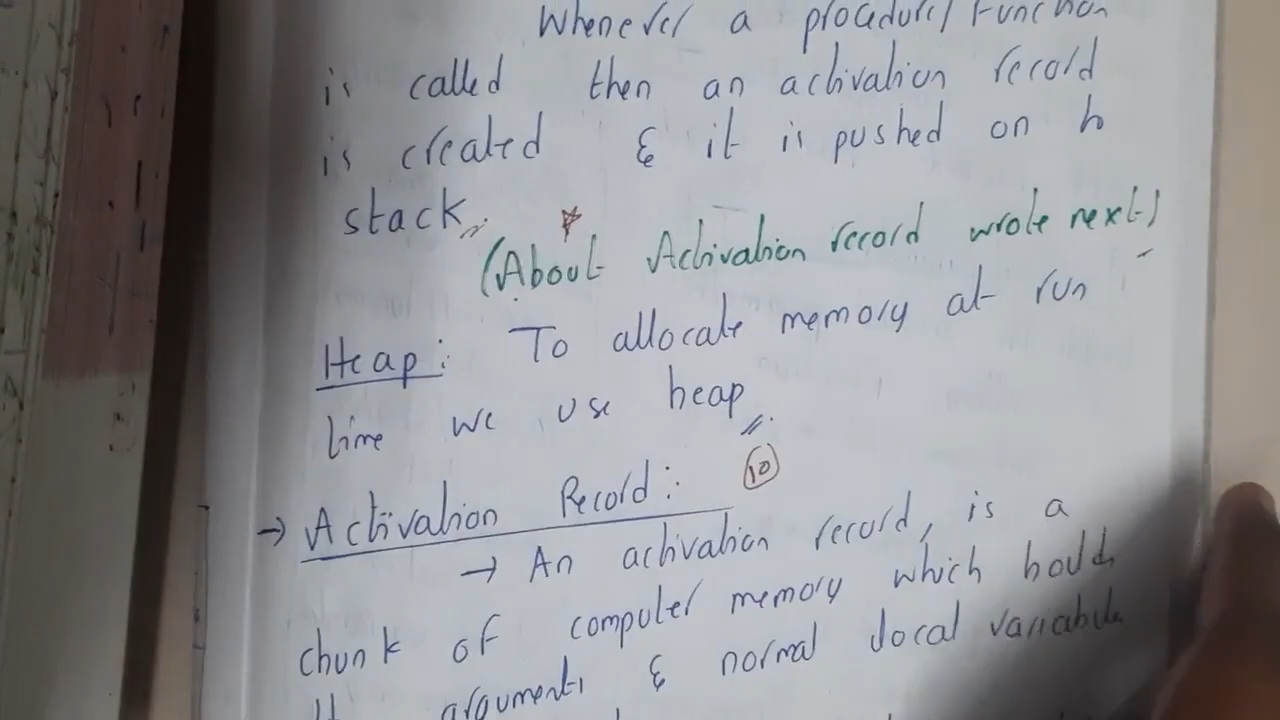 Whenever a procedure/Function
is called then an activation record
is created & it is pushed on to
stack
(About Activation record wrote next)
Heap: To allocate memory at run
time we use heap
10
→ Activation Record:
→ An activation record, is a
chunk of computer memory which holds
arguments & normal local variables